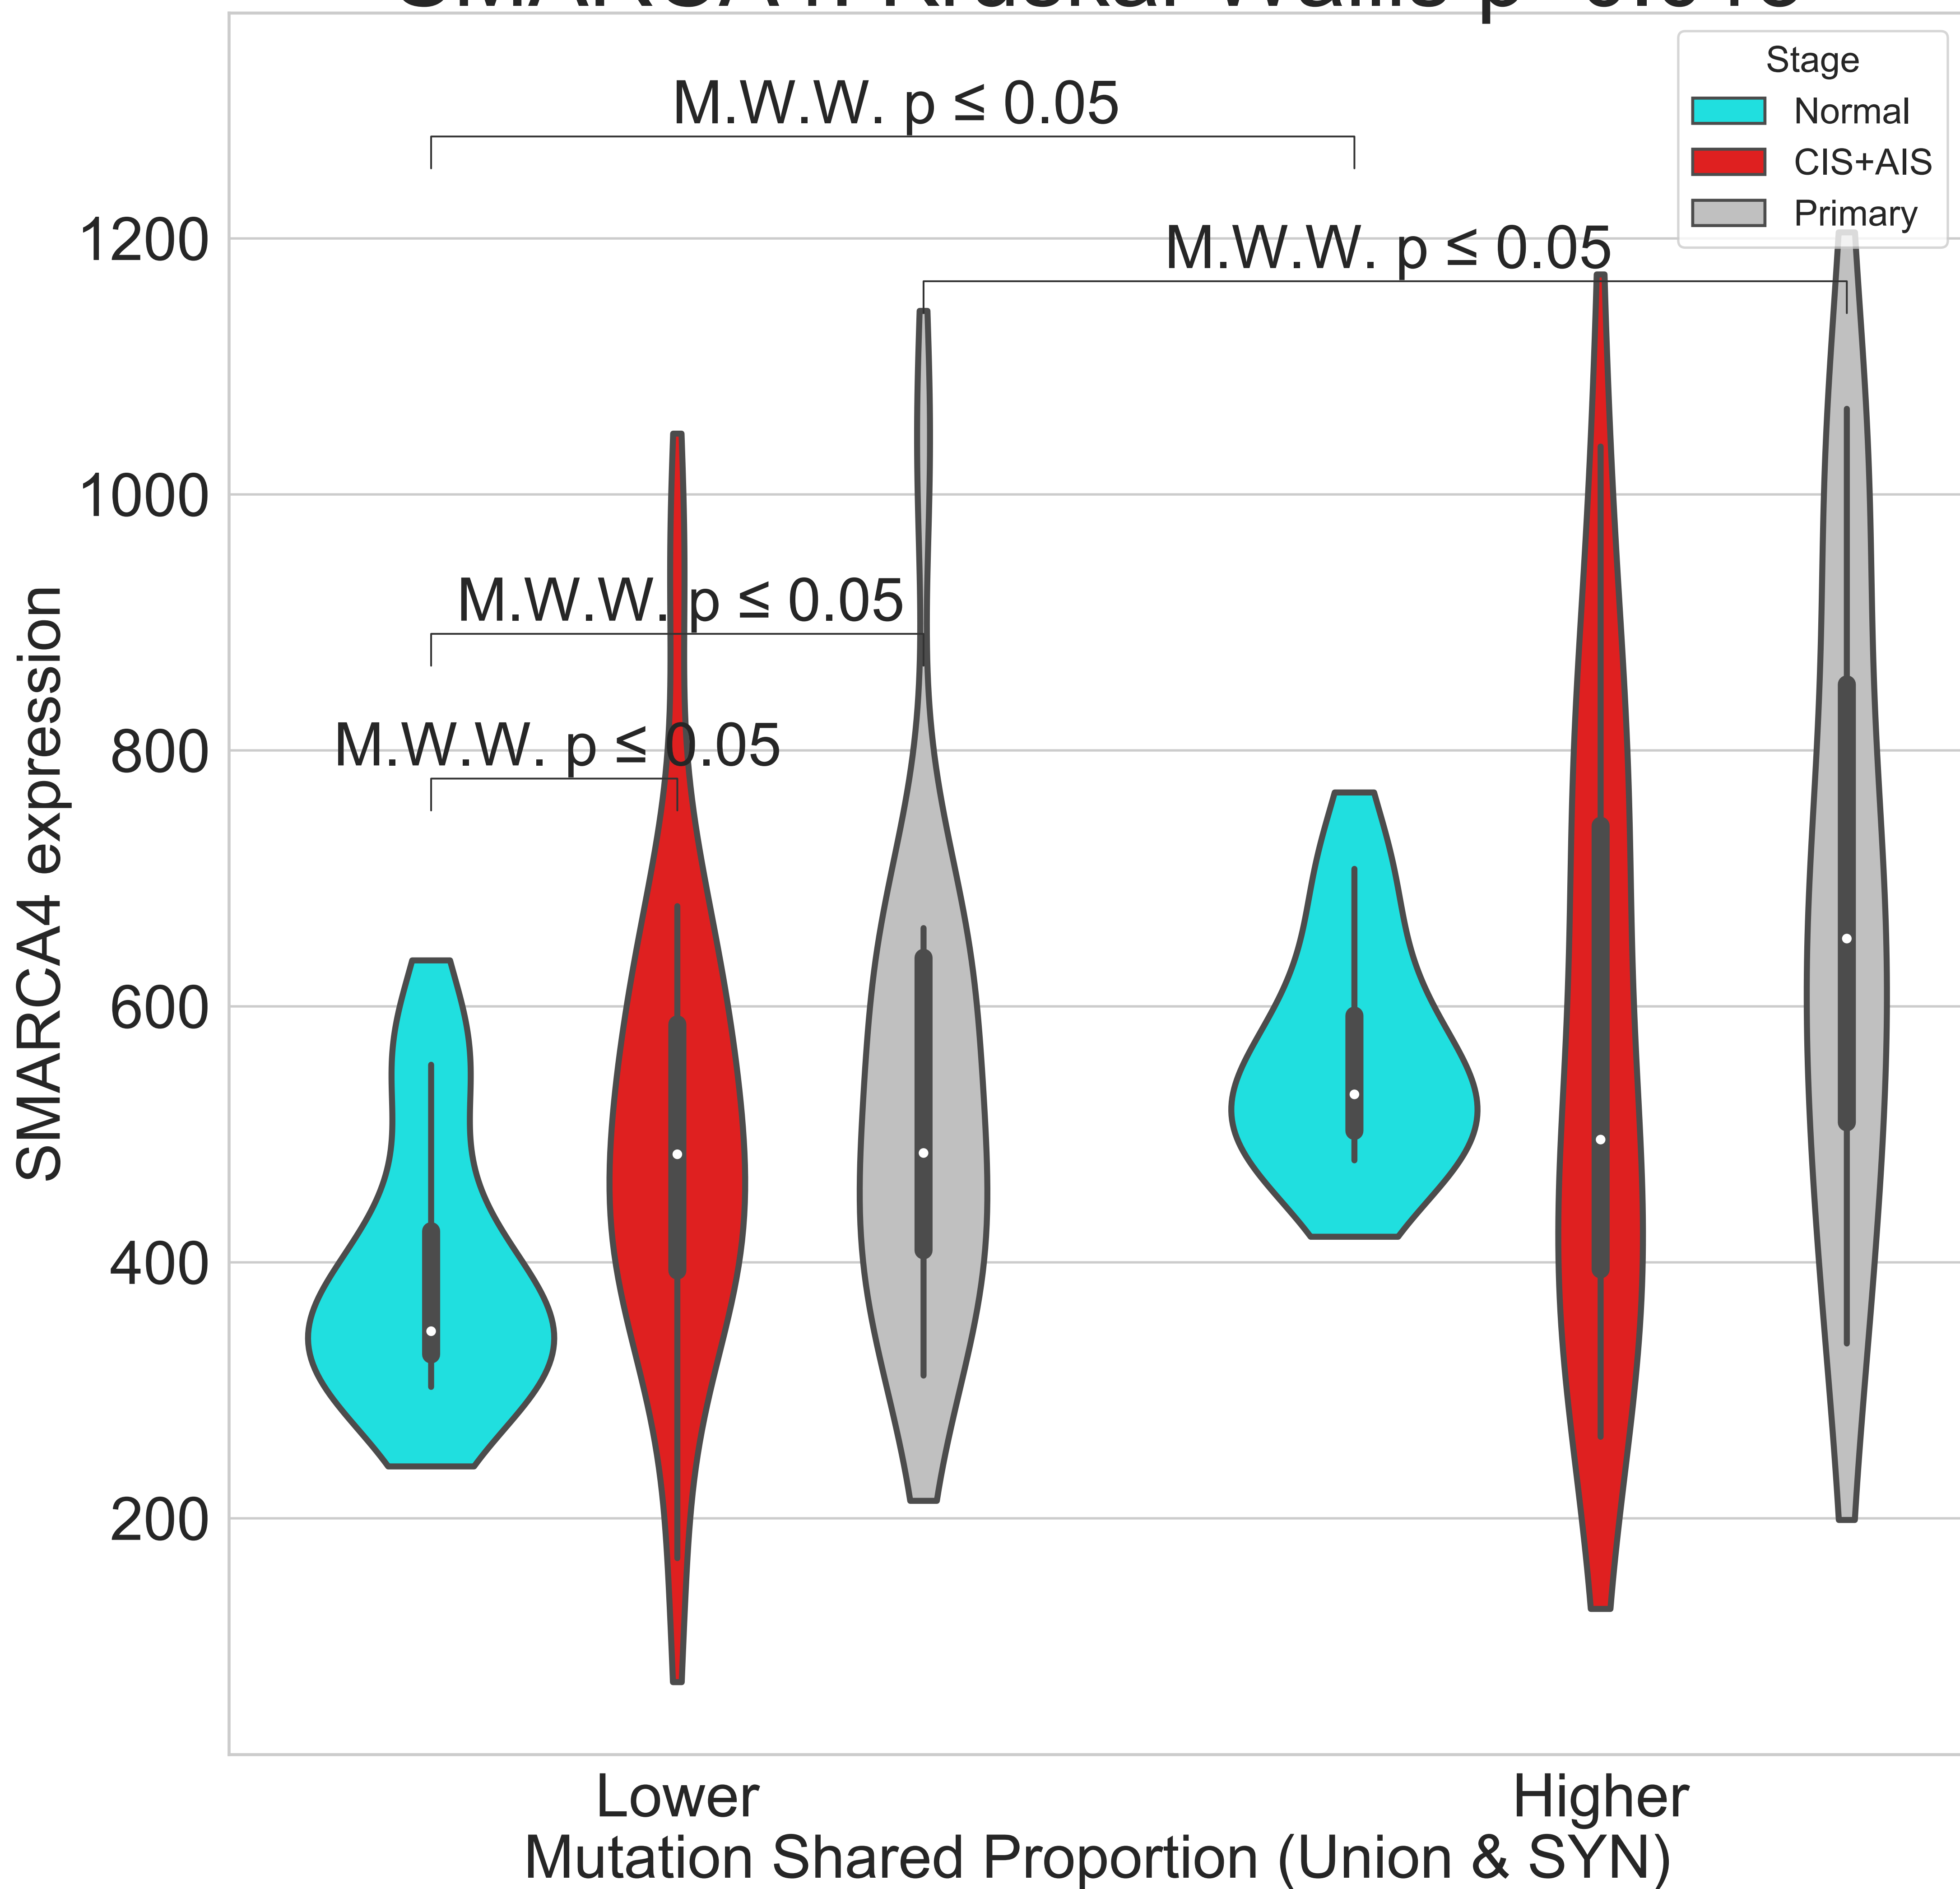 Stage
Normal
CIS+AIS
Primary
M.W.W. p ≤ 0.05
M.W.W. p ≤ 0.05
M.W.W. p ≤ 0.05
M.W.W. p ≤ 0.05
1200
1000
800
600
400
200
SMARCA4 expression
Lower
Higher
Mutation Shared Proportion (Union & SYN)